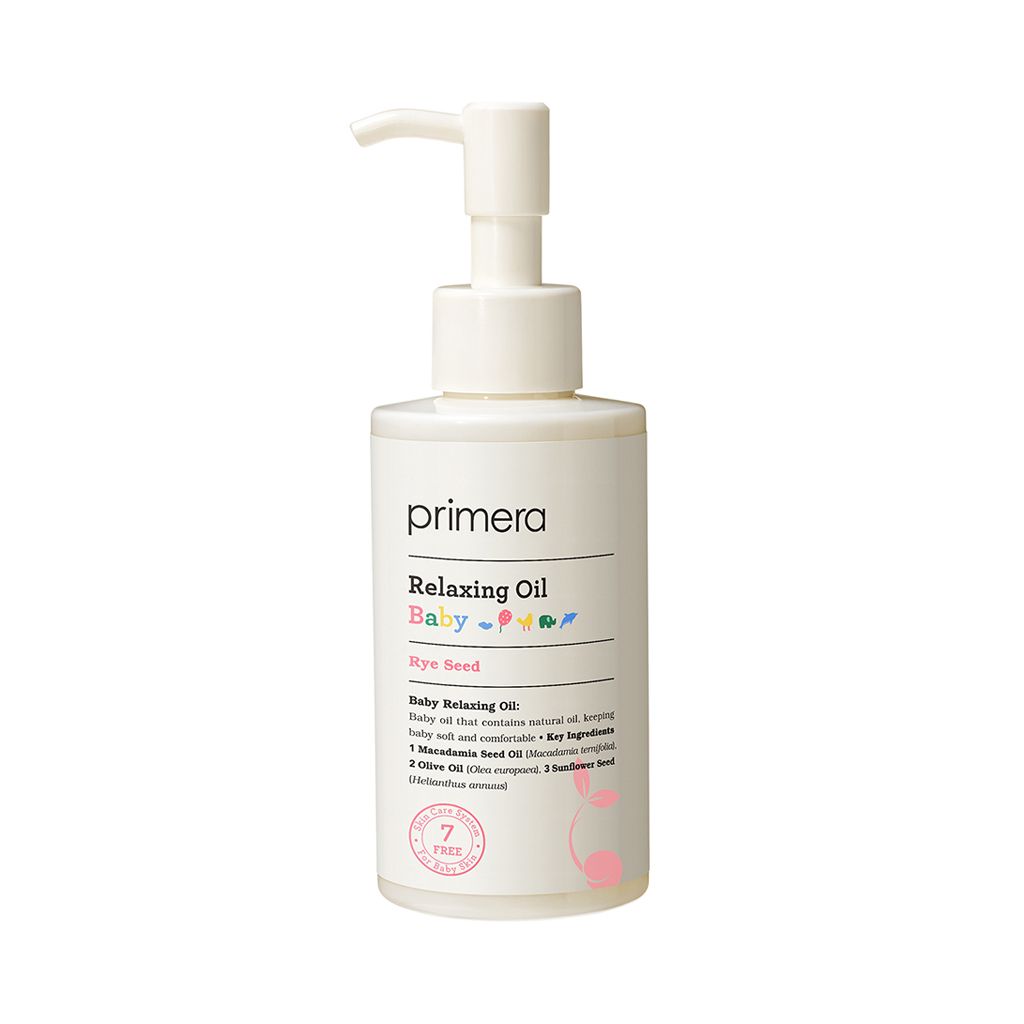 primera
Relaxing Oil
Baby
Rye Seed
Baby Relaxing Oil:
Baby oil that contains natural oil, keeping
baby soft and comfortable • Key Ingredients
1 Macadamia Seed Oil (Macadamia ternifolia),
2 Olive Oil (Olea europaea), 3 Sunflower Seed
(Helianthus annuus)
• Skin Care System •
7
FREE
For Baby Skin